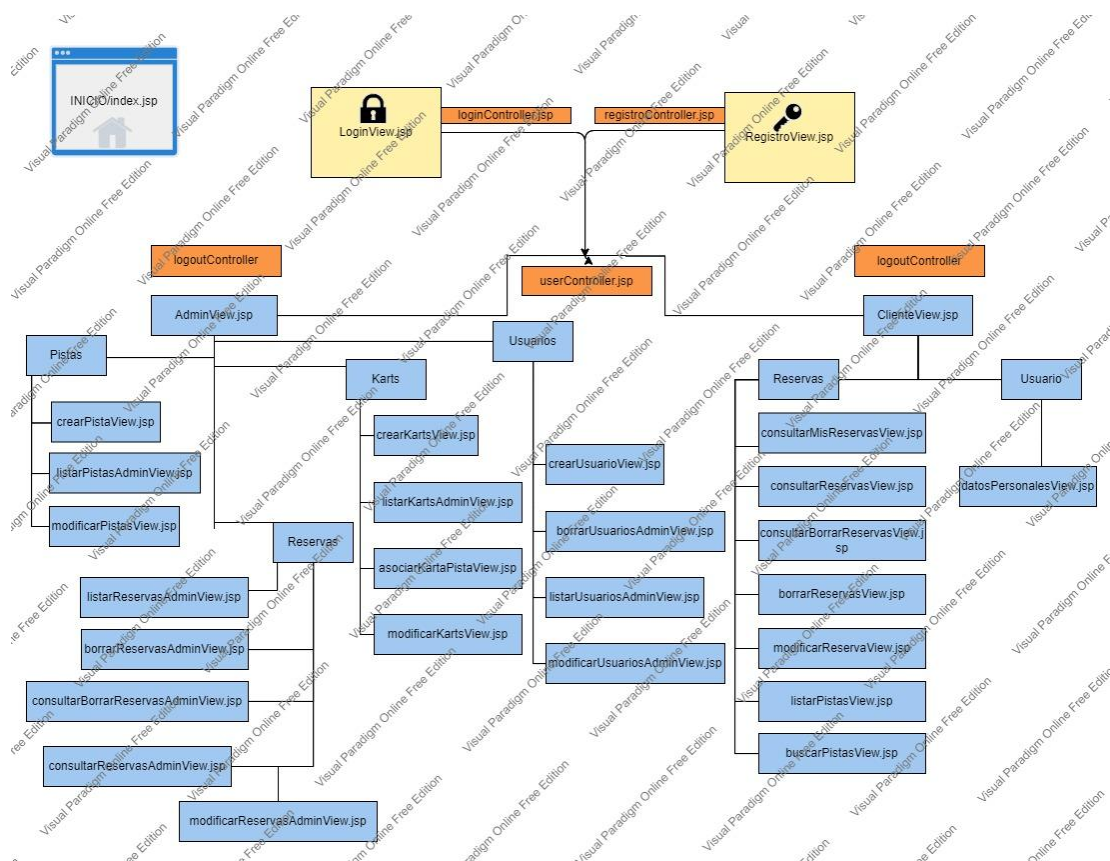 INICIO/index.jsp
LoginView.jsp
loginController.jsp
registroController.jsp
RegistroView.jsp
logoutController
userController.jsp
logoutController
AdminView.jsp
ClienteView.jsp
Pistas
Usuarios
Karts
Reservas
Usuario
crearPistaView.jsp
listarPistasAdminView.jsp
modificarPistasView.jsp
crearKartsView.jsp
listarKartsAdminView.jsp
asociarKartaPistaView.jsp
modificarKartsView.jsp
crearUsuarioView.jsp
borrarUsuariosAdminView.jsp
listarUsuariosAdminView.jsp
modificarUsuariosAdminView.jsp
consultarMisReservasView.jsp
consultarReservasView.jsp
consultarBorrarReservasView.j
sp
borrarReservasView.jsp
modificarReservaView.jsp
listarPistasView.jsp
buscarPistasView.jsp
datosPersonalesView.jsp
Reservas
listarReservasAdminView.jsp
borrarReservasAdminView.jsp
consultarBorrarReservasAdminView.jsp
consultarReservasAdminView.jsp
modificarReservasAdminView.jsp
Visual Paradigm Online Free Edition